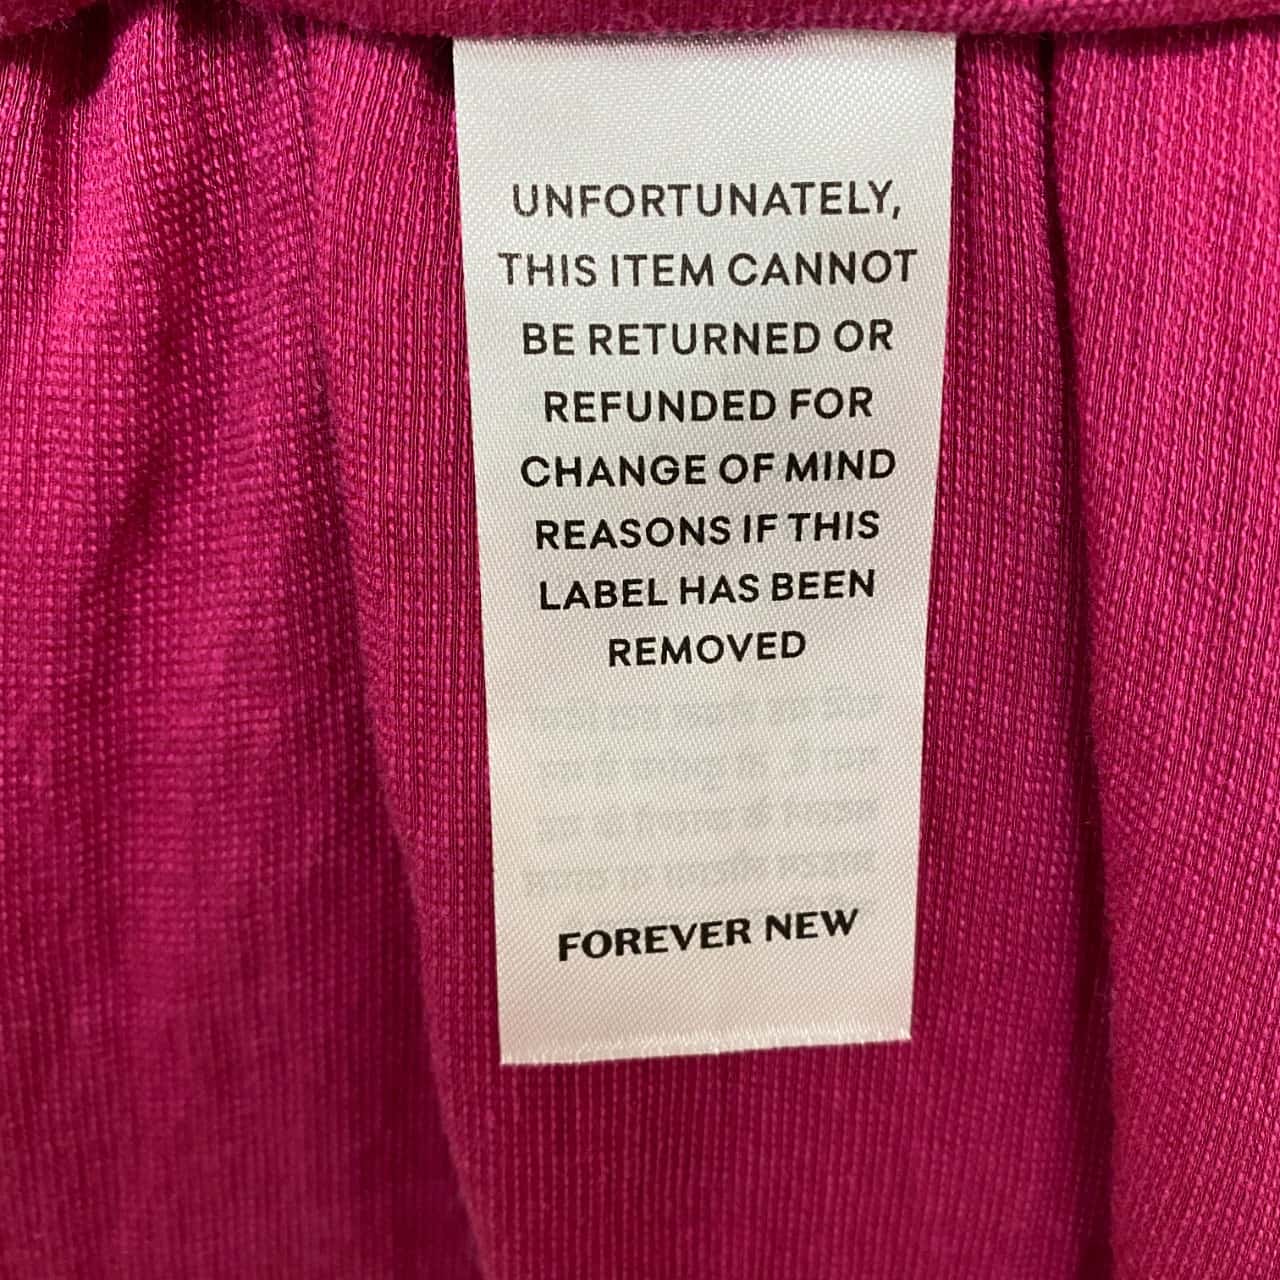 UNFORTUNATELY,
THIS ITEM CANNOT
BE RETURNED OR
REFUNDED FOR
CHANGE OF MIND
REASONS IF THIS
LABEL HAS BEEN
REMOVED
FOREVER NEW